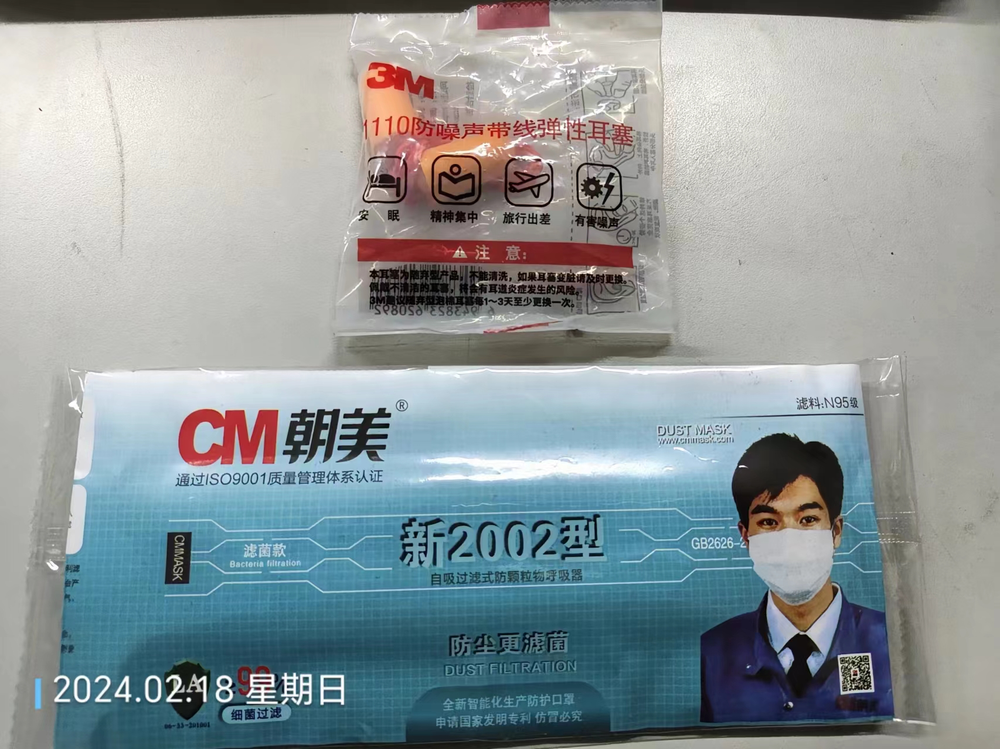 3M
1110防噪声带线弹性耳塞
安 眠 精神集中 旅行出差 有害噪声
注 意:
本耳塞为随弃型产品，不能清洗，如果耳塞变脏请及时更换。
佩戴不清洁的耳塞，将会有耳道炎症发生的风险。
3M建议随弃型泡棉耳塞每1～3天至少更换一次。
6 943823 620892
滤料:N95级
CM朝美®
通过ISO9001质量管理体系认证
DUST MASK
www.cmmask.com
CMMASK
滤菌款
Bacteria filtration
新2002型
自吸过滤式防颗粒物呼吸器
GB2626-2
防尘更滤菌
DUST FILTRATION
LA
细菌过滤
06-33-201001
全新智能化生产防护口罩
申请国家发明专利 仿冒必究
2024.02.18 星期日